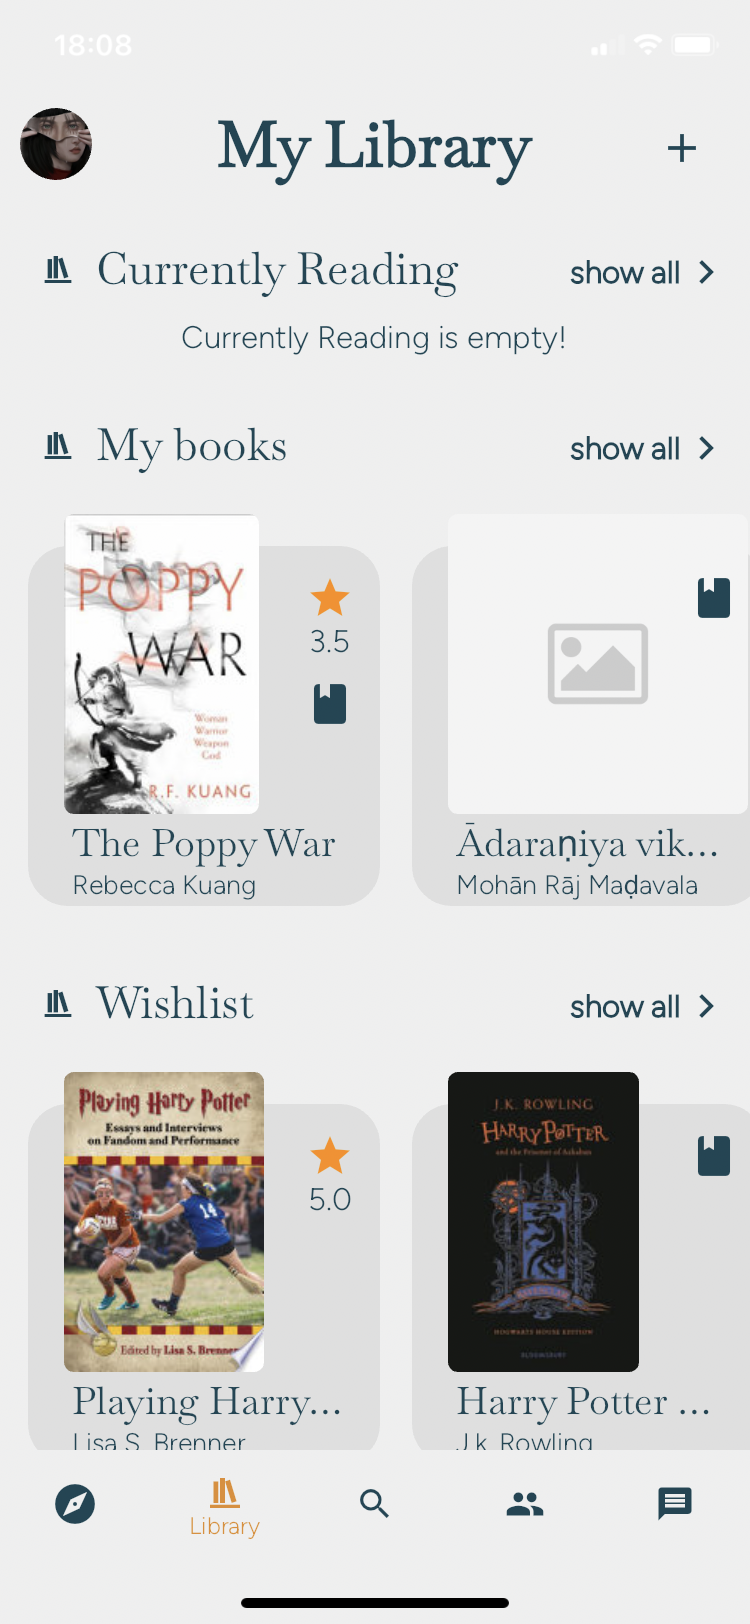 18:08
My Library
Currently Reading
show all
Currently Reading is empty!
My books
show all
THE
POPPY
WAR
Woman
Warrior
Weapon
God
R.F. KUANG
3.5
The Poppy War
Rebecca Kuang
Ādaraṇiya vik...
Mohān Rāj Maḍavala
Wishlist
show all
Playing Harry Potter
Essays and Interviews
on Fandom and Performance
14
Edited by Lisa S. Brenner
5.0
Playing Harry...
Lisa S. Brenner
J.K. ROWLING
HARRY POTTER
and the Prisoner of Azkaban
RAVENCLAW
HOGWARTS HOUSE EDITION
BLOOMSBURY
Harry Potter ...
J.k. Rowling
Library